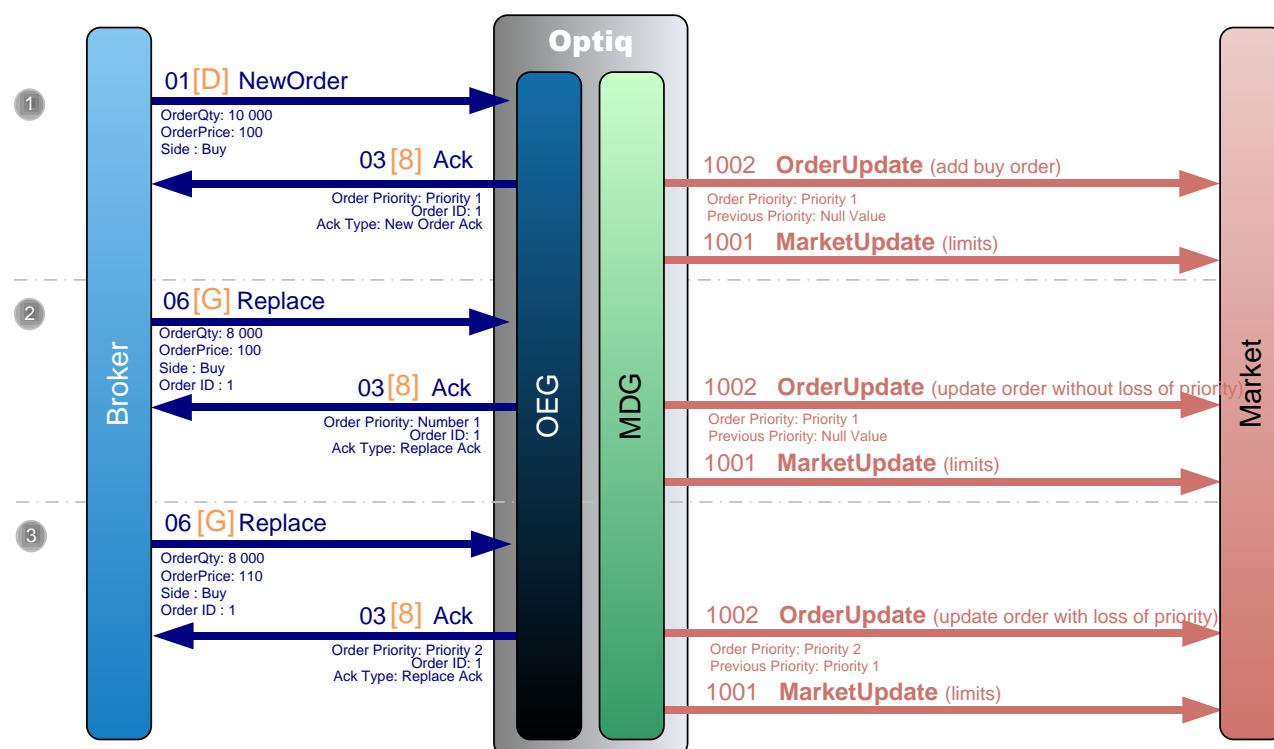 Optiq
Broker
OEG
MDG
Market
1
01 [D] NewOrder
OrderQty: 10 000
OrderPrice: 100
Side : Buy
03 [8] Ack
Order Priority: Priority 1
Order ID: 1
Ack Type: New Order Ack
1002 OrderUpdate (add buy order)
Order Priority: Priority 1
Previous Priority: Null Value
1001 MarketUpdate (limits)
2
06 [G] Replace
OrderQty: 8 000
OrderPrice: 100
Side : Buy
Order ID : 1
03 [8] Ack
Order Priority: Number 1
Order ID: 1
Ack Type: Replace Ack
1002 OrderUpdate (update order without loss of priority)
Order Priority: Priority 1
Previous Priority: Null Value
1001 MarketUpdate (limits)
3
06 [G] Replace
OrderQty: 8 000
OrderPrice: 110
Side : Buy
Order ID : 1
03 [8] Ack
Order Priority: Priority 2
Order ID: 1
Ack Type: Replace Ack
1002 OrderUpdate (update order with loss of priority)
Order Priority: Priority 2
Previous Priority: Priority 1
1001 MarketUpdate (limits)